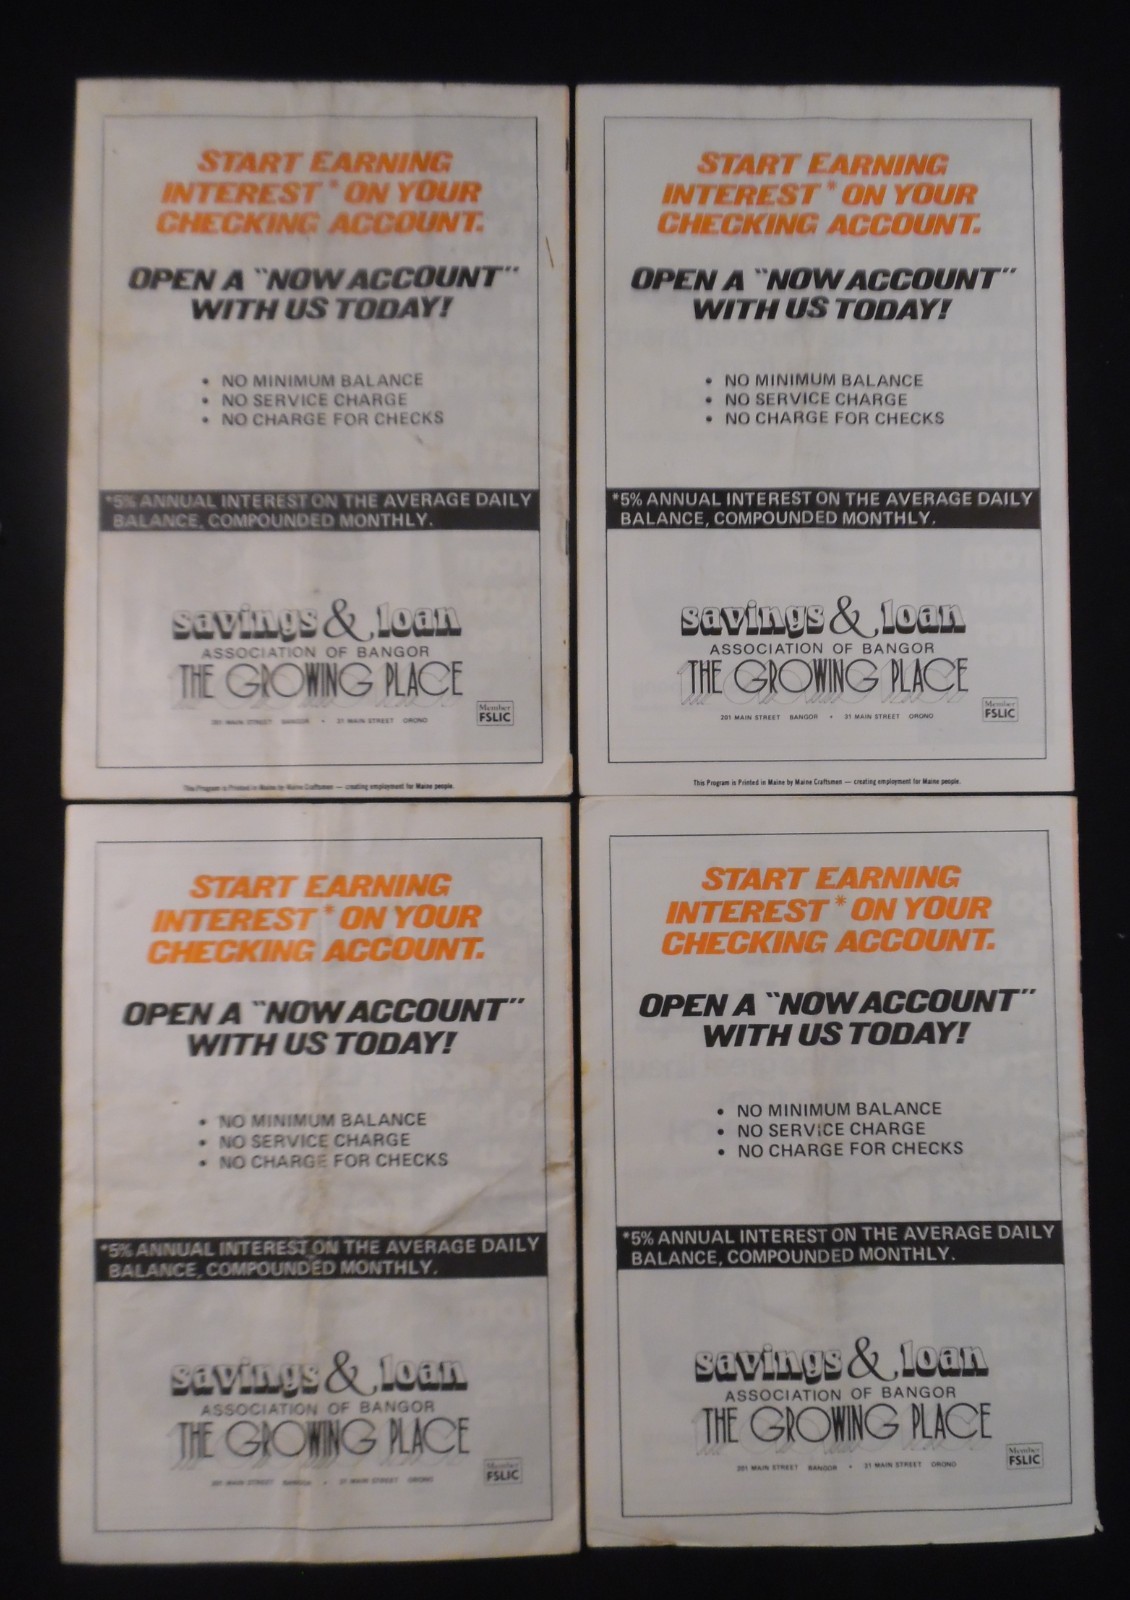 START EARNING
INTEREST* ON YOUR
CHECKING ACCOUNT.
OPEN A "NOW ACCOUNT"
WITH US TODAY!
• NO MINIMUM BALANCE
• NO SERVICE CHARGE
• NO CHARGE FOR CHECKS
*5% ANNUAL INTEREST ON THE AVERAGE DAILY
BALANCE, COMPOUNDED MONTHLY.
savings & loan
ASSOCIATION OF BANGOR
THE GROWING PLACE
201 MAIN STREET BANGOR • 31 MAIN STREET ORONO
Member
FSLIC
This Program is Printed in Maine by Maine Craftsmen — creating employment for Maine people.
START EARNING
INTEREST* ON YOUR
CHECKING ACCOUNT.
OPEN A "NOW ACCOUNT"
WITH US TODAY!
• NO MINIMUM BALANCE
• NO SERVICE CHARGE
• NO CHARGE FOR CHECKS
*5% ANNUAL INTEREST ON THE AVERAGE DAILY
BALANCE, COMPOUNDED MONTHLY.
savings & loan
ASSOCIATION OF BANGOR
THE GROWING PLACE
201 MAIN STREET BANGOR • 31 MAIN STREET ORONO
Member
FSLIC
This Program is Printed in Maine by Maine Craftsmen — creating employment for Maine people.
START EARNING
INTEREST* ON YOUR
CHECKING ACCOUNT.
OPEN A "NOW ACCOUNT"
WITH US TODAY!
• NO MINIMUM BALANCE
• NO SERVICE CHARGE
• NO CHARGE FOR CHECKS
*5% ANNUAL INTEREST ON THE AVERAGE DAILY
BALANCE, COMPOUNDED MONTHLY.
savings & loan
ASSOCIATION OF BANGOR
THE GROWING PLACE
201 MAIN STREET BANGOR • 31 MAIN STREET ORONO
Member
FSLIC
START EARNING
INTEREST* ON YOUR
CHECKING ACCOUNT.
OPEN A "NOW ACCOUNT"
WITH US TODAY!
• NO MINIMUM BALANCE
• NO SERVICE CHARGE
• NO CHARGE FOR CHECKS
*5% ANNUAL INTEREST ON THE AVERAGE DAILY
BALANCE, COMPOUNDED MONTHLY.
savings & loan
ASSOCIATION OF BANGOR
THE GROWING PLACE
201 MAIN STREET BANGOR • 31 MAIN STREET ORONO
Member
FSLIC